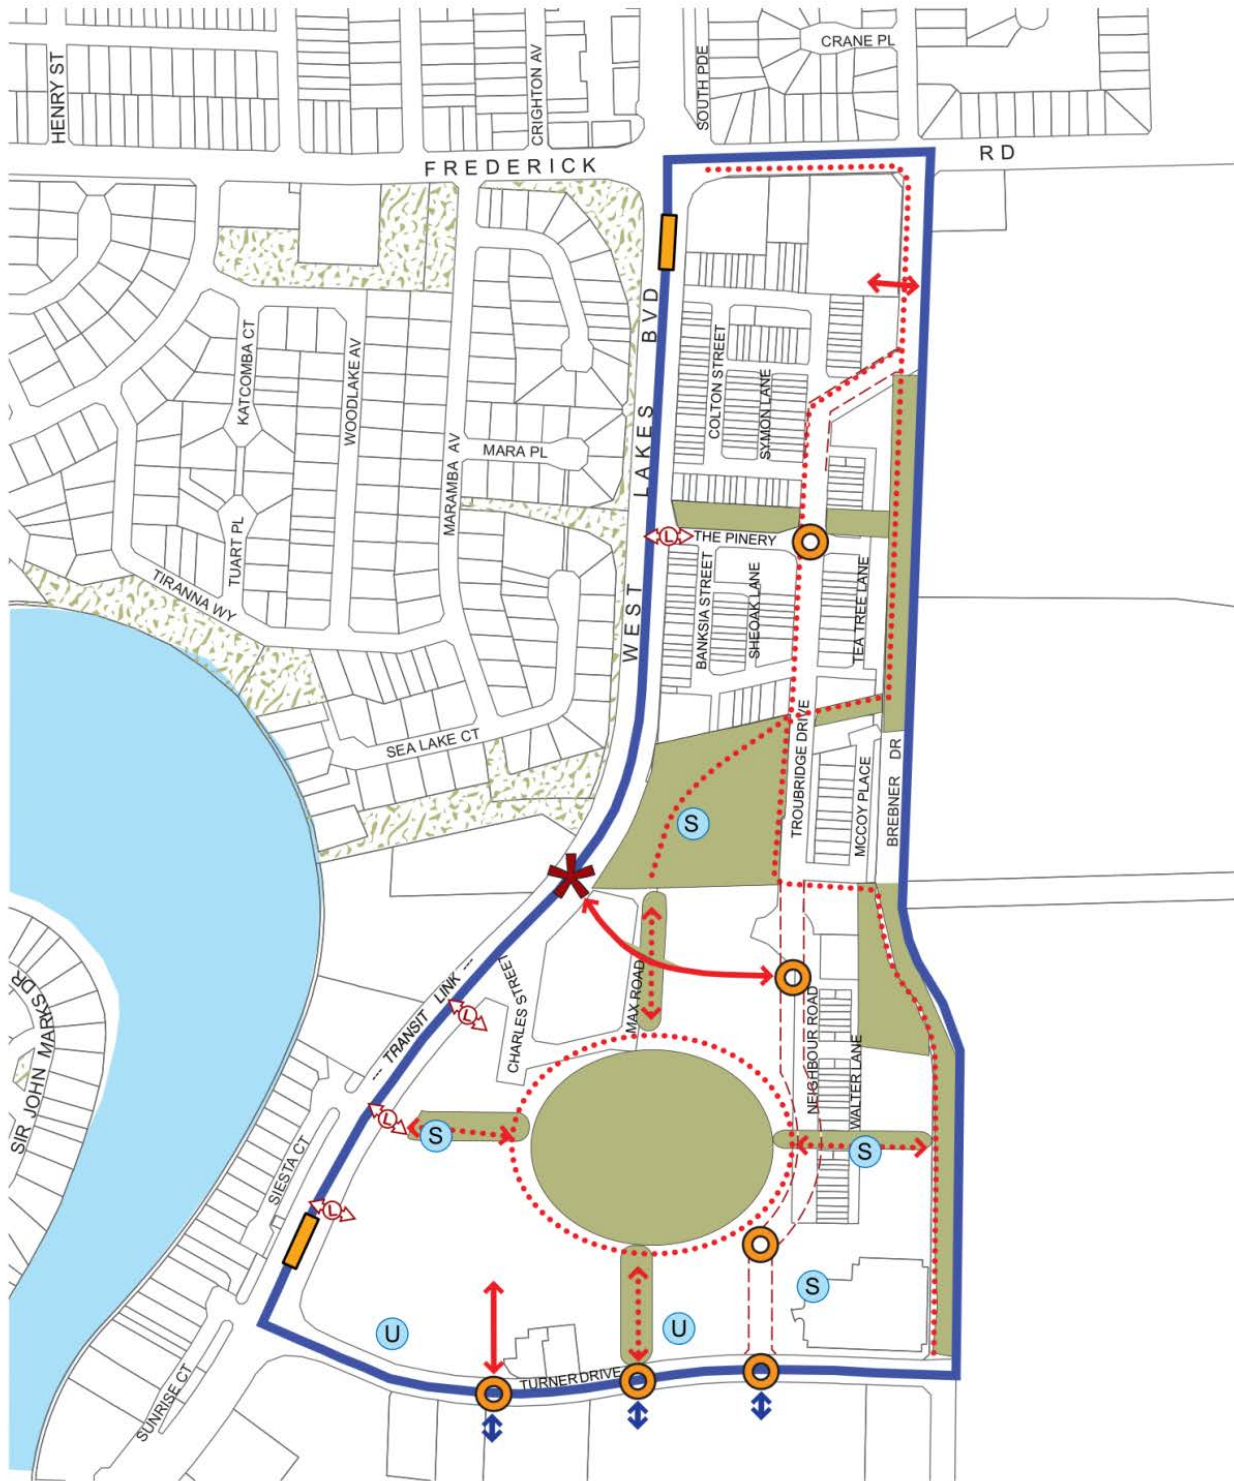 CRANE PL
HENRY ST
CRIGHTON AV
SOUTH PDE
FREDERICK
RD
WEST LAKES BVD
KATCOMBA CT
WOODLAKE AV
MARAMBA AV
MARA PL
TUART PL
TIRANNA WY
SEA LAKE CT
COLTON STREET
SYMON LANE
L
THE PINERY
BANKSIA STREET
SHEOAK LANE
TEA TREE LANE
TROUBRIDGE DRIVE
MCCOY PLACE
BREBNER DR
S
SIR JOHN MARKS DR
--- TRANSIT LINK ---
L
CHARLES STREET
MAX ROAD
NEIGHBOUR ROAD
WALTER LANE
L
S
S
SIESTA CT
L
S
U
U
SUNRISE CT
TURNER DRIVE